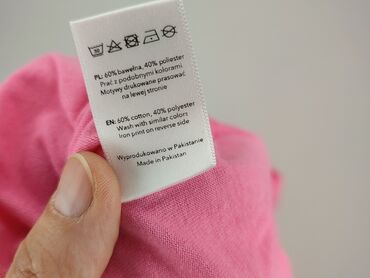 PL: 60% bawełna, 40% poliester
Prać z podobnymi kolorami
Motywy drukowane prasować
na lewej stronie
EN: 60% cotton, 40% polyester
Wash with similar colors
Iron print on reverse side
Wyprodukowano w Pakistanie
Made in Pakistan